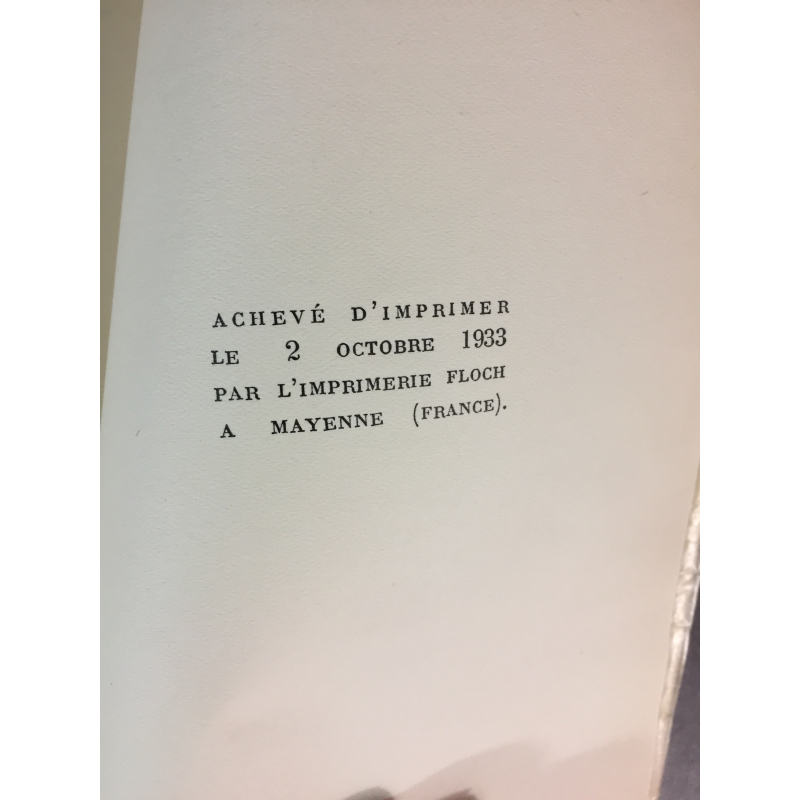 ACHEVÉ D'IMPRIMER
LE 2 OCTOBRE 1933
PAR L'IMPRIMERIE FLOCH
A MAYENNE (FRANCE).